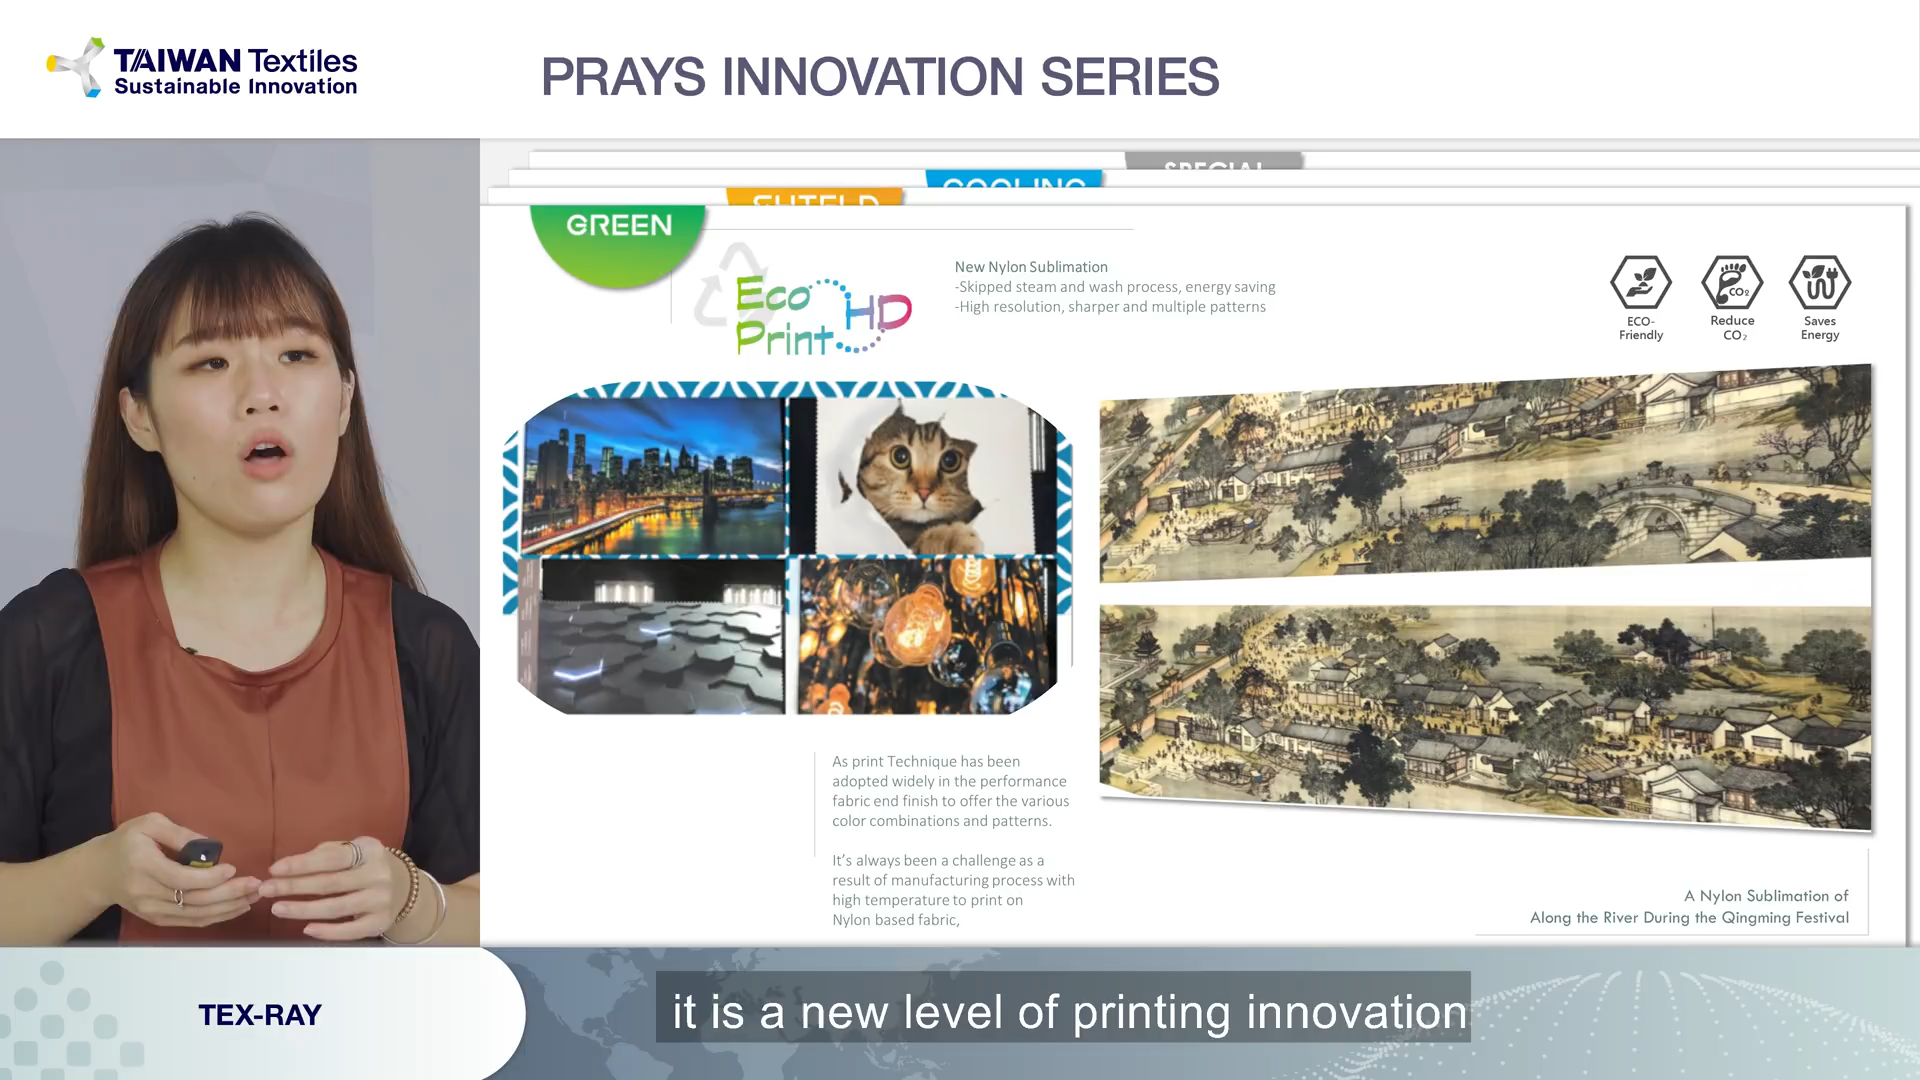 TAIWAN Textiles
Sustainable Innovation
PRAYS INNOVATION SERIES
SPECIAL
COOLING
SHIELD
GREEN
Eco
Print HD
New Nylon Sublimation
-Skipped steam and wash process, energy saving
-High resolution, sharper and multiple patterns
ECO-
Friendly
CO₂
Reduce
CO₂
Saves
Energy
As print Technique has been
adopted widely in the performance
fabric end finish to offer the various
color combinations and patterns.
It's always been a challenge as a
result of manufacturing process with
high temperature to print on
Nylon based fabric,
A Nylon Sublimation of
Along the River During the Qingming Festival
TEX-RAY
it is a new level of printing innovation